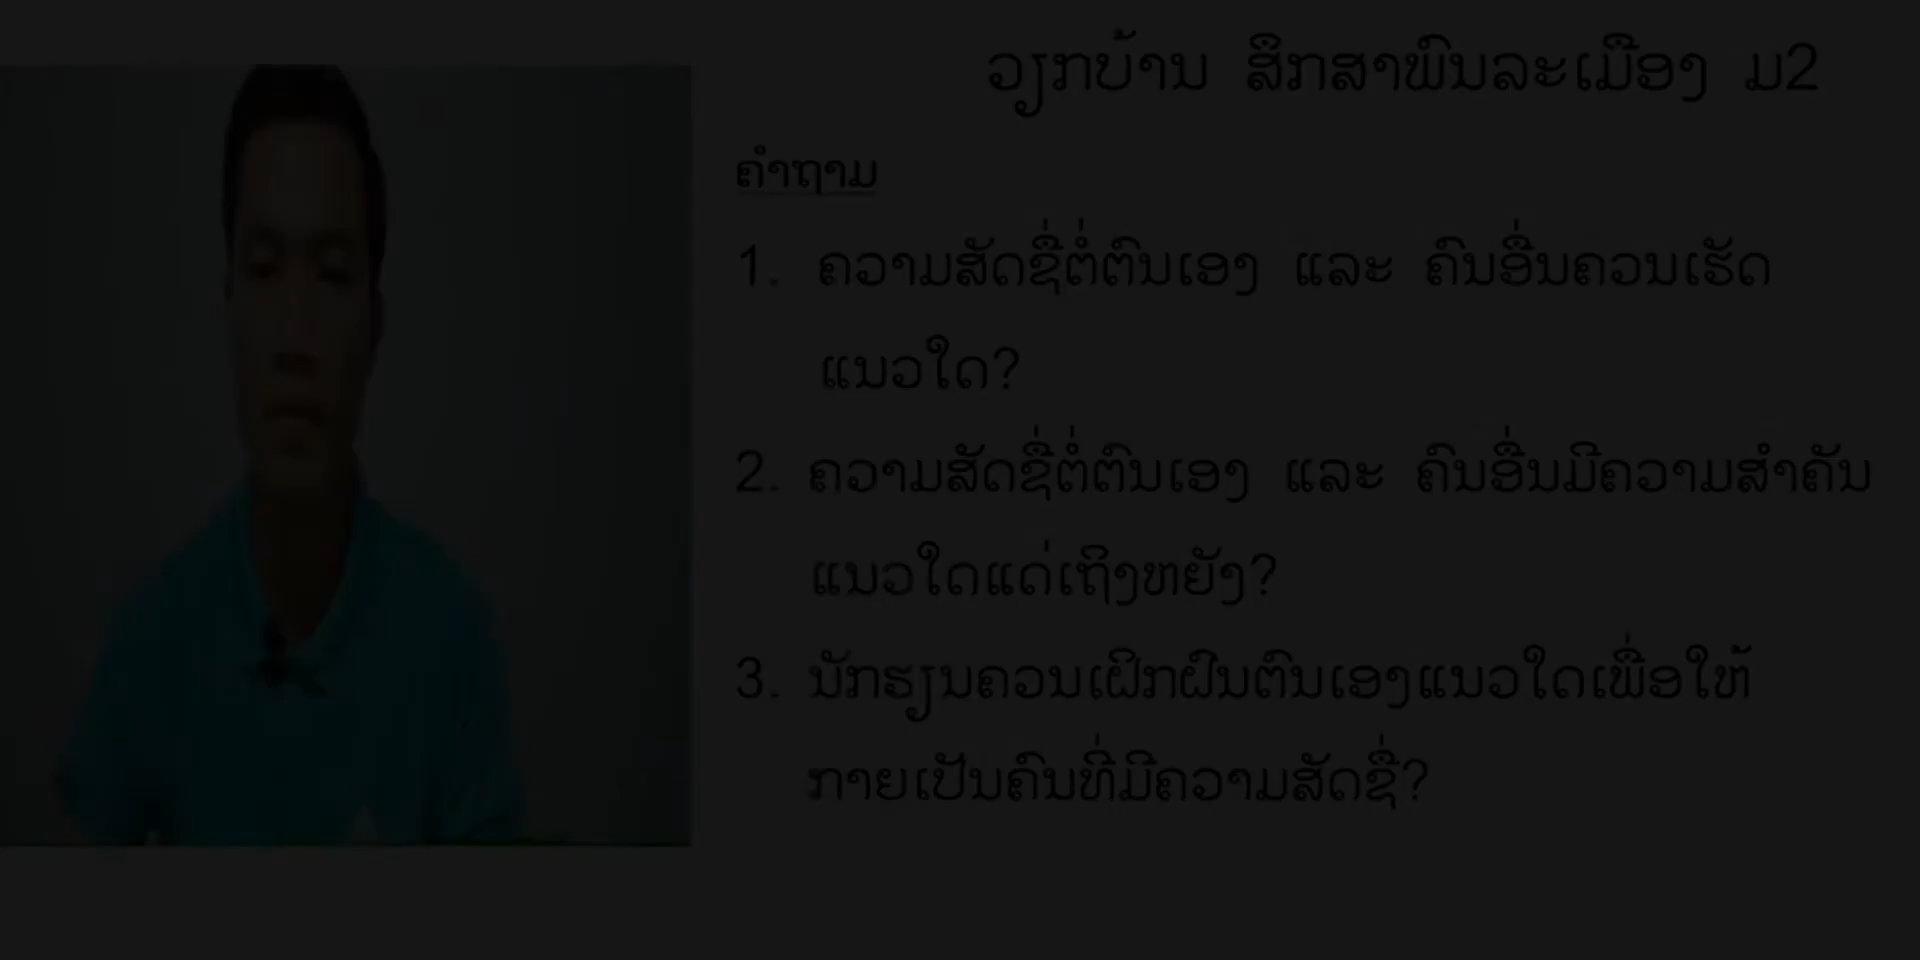 ວຽກບ້ານ ສຶກສາພົນລະເມືອງ ມ2
ຄຳຖາມ
1. ຄວາມສັດຊື່ຕໍ່ຕົນເອງ ແລະ ຄົນອື່ນຄວນເຮັດ
ແນວໃດ?
2. ຄວາມສັດຊື່ຕໍ່ຕົນເອງ ແລະ ຄົນອື່ນມີຄວາມສຳຄັນ
ແນວໃດແດ່ເຖິງຫຍັງ?
3. ນັກຮຽນຄວນເຝິກຝົນຕົນເອງແນວໃດເພື່ອໃຫ້
ກາຍເປັນຄົນທີ່ມີຄວາມສັດຊື່?